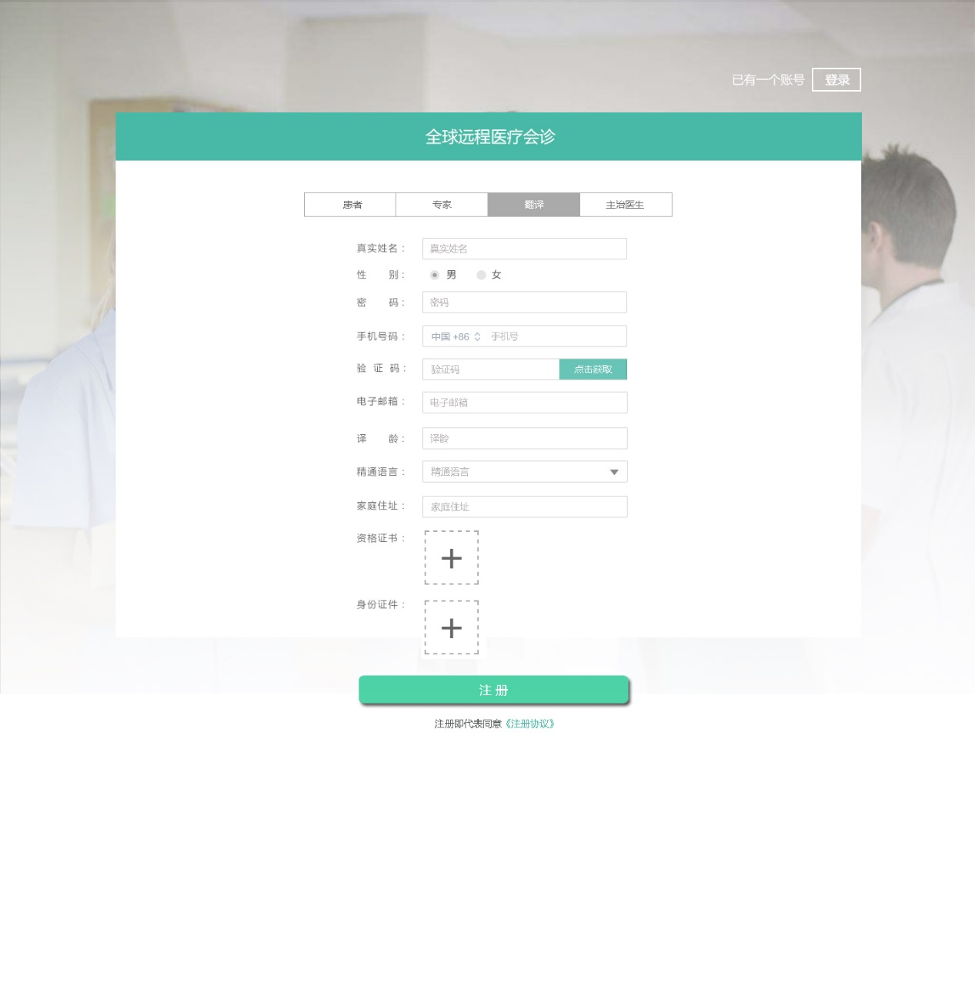 已有一个账号 登录
全球远程医疗会诊
患者 专家 翻译 主治医生
真实姓名： 真实姓名
性 别： 男 女
密 码： 密码
手机号码： 中国 +86 手机号
验 证 码： 验证码 点击获取
电子邮箱： 电子邮箱
译 龄： 译龄
精通语言： 精通语言
家庭住址： 家庭住址
资格证书：
身份证件：
注 册
注册即代表同意《注册协议》